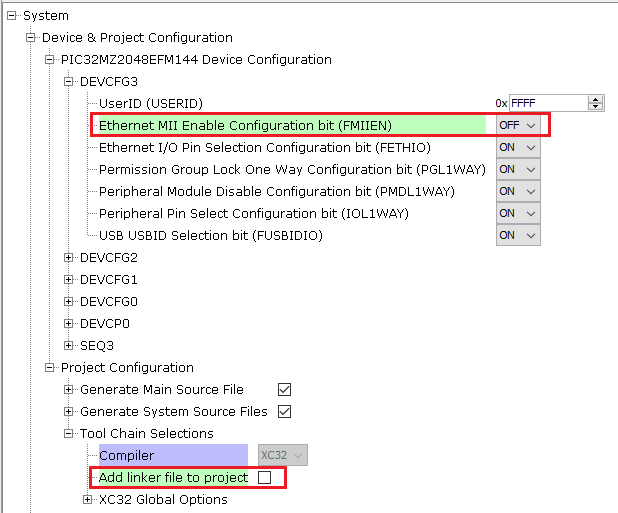 System
Device & Project Configuration
PIC32MZ2048EFM144 Device Configuration
DEVCFG3
UserID (USERID) 0x FFFF
Ethernet MII Enable Configuration bit (FMIIEN) OFF
Ethernet I/O Pin Selection Configuration bit (FETHIO) ON
Permission Group Lock One Way Configuration bit (PGL1WAY) ON
Peripheral Module Disable Configuration bit (PMDL1WAY) ON
Peripheral Pin Select Configuration bit (IOL1WAY) ON
USB USBID Selection bit (FUSBIDIO) ON
DEVCFG2
DEVCFG1
DEVCFG0
DEVCP0
SEQ3
Project Configuration
Generate Main Source File
Generate System Source Files
Tool Chain Selections
Compiler XC32
Add linker file to project
XC32 Global Options